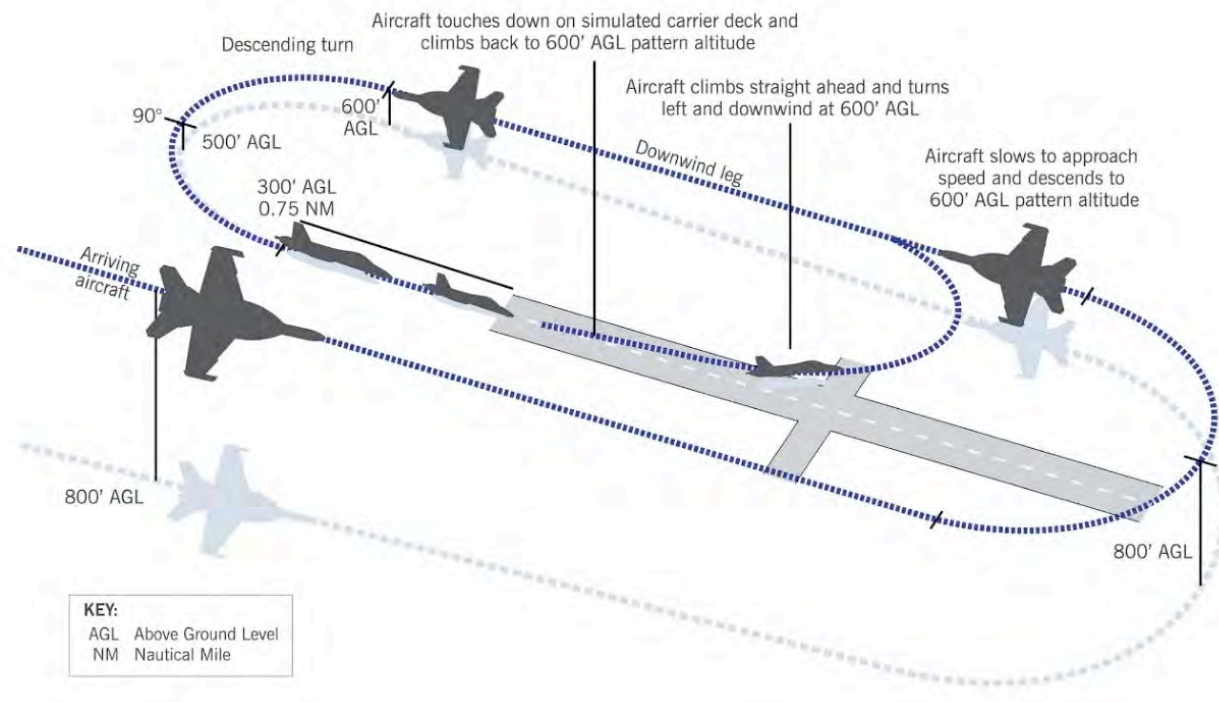 Aircraft touches down on simulated carrier deck and
climbs back to 600' AGL pattern altitude
Descending turn
Aircraft climbs straight ahead and turns
left and downwind at 600' AGL
600'
AGL
90°
500' AGL
Downwind leg
Aircraft slows to approach
speed and descends to
600' AGL pattern altitude
300' AGL
0.75 NM
Arriving
aircraft
800' AGL
800' AGL
KEY:
AGL Above Ground Level
NM Nautical Mile